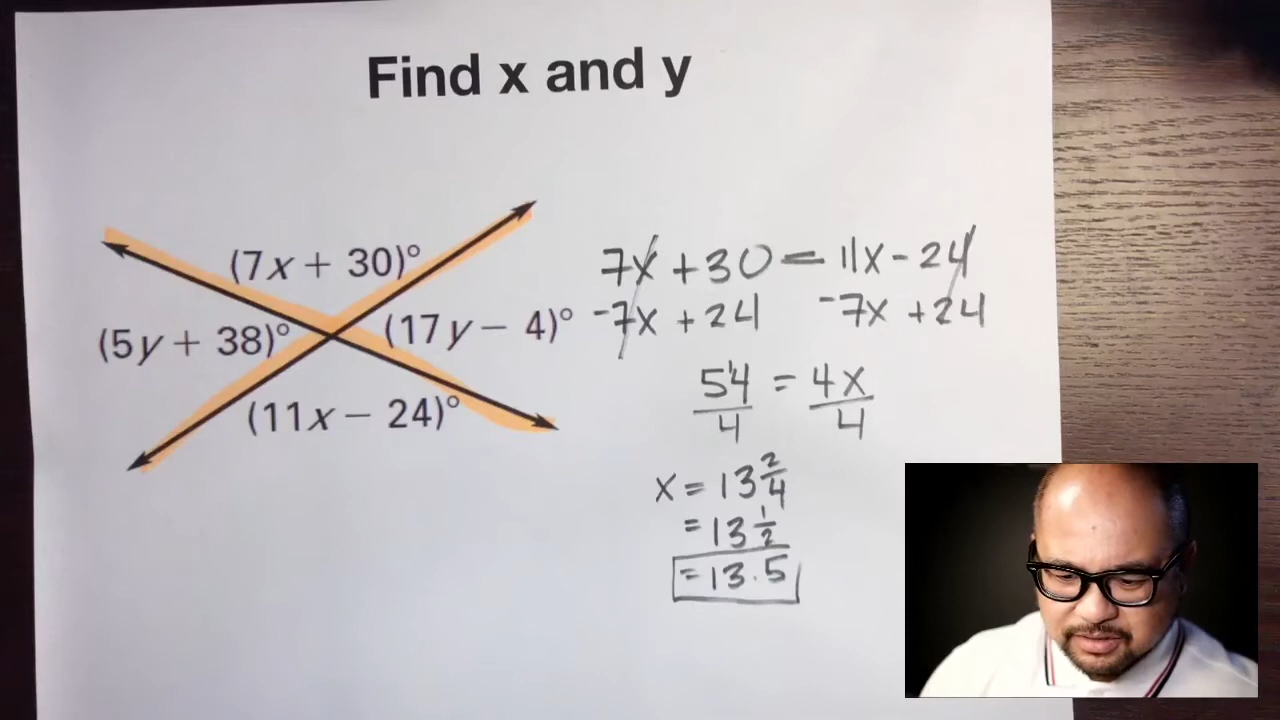 Find x and y
(7x + 30)°
(5y + 38)°
(17y − 4)°
(11x − 24)°
7x + 30 = 11x - 24
-7x + 24 -7x + 24
54/4 = 4x/4
x = 13 2/4
= 13 1/2
= 13.5